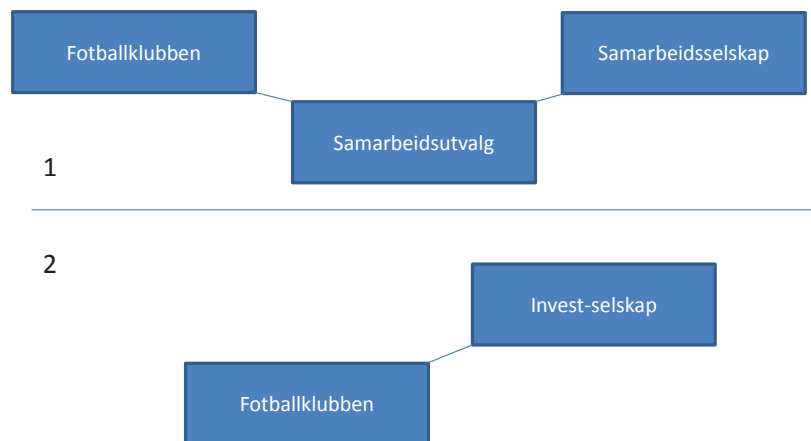 Fotballklubben
Samarbeidsselskap
Samarbeidsutvalg
1
2
Invest-selskap
Fotballklubben